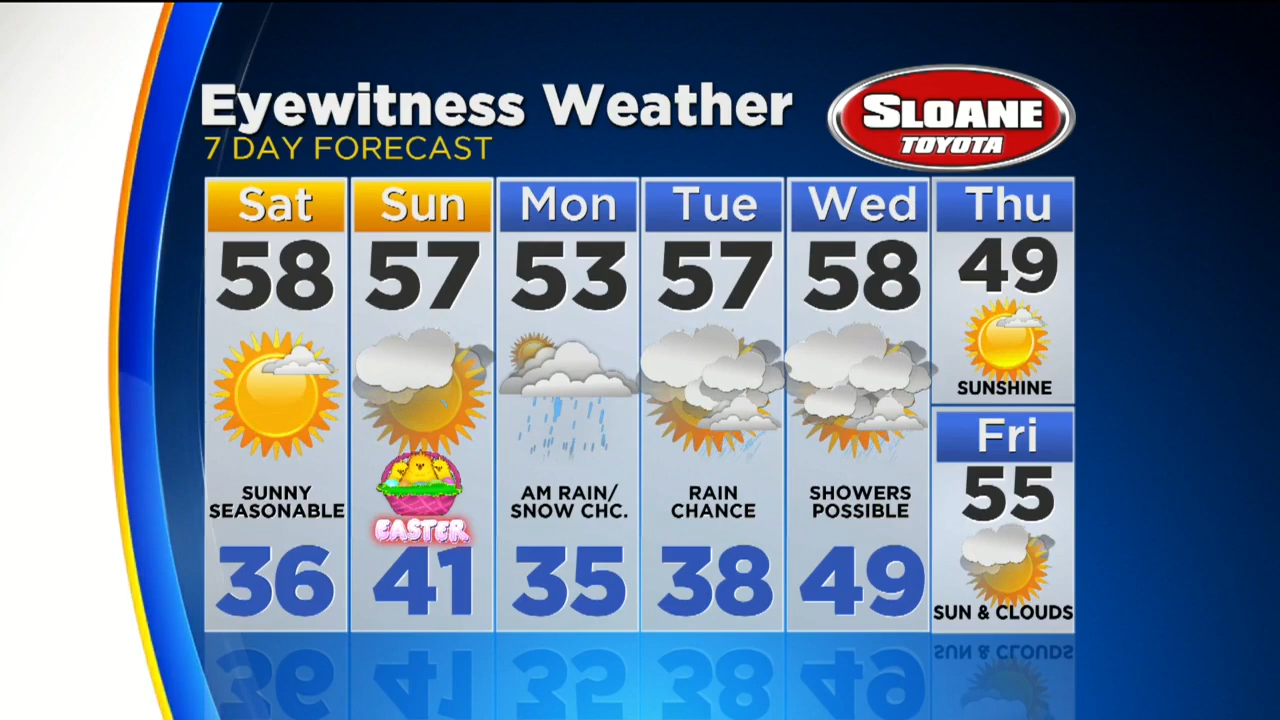 Eyewitness Weather
7 DAY FORECAST
SLOANE
TOYOTA
Sat
58
SUNNY
SEASONABLE
36
Sun
57
EASTER
41
Mon
53
AM RAIN/
SNOW CHC.
35
Tue
57
RAIN
CHANCE
38
Wed
58
SHOWERS
POSSIBLE
49
Thu
49
SUNSHINE
Fri
55
SUN & CLOUDS